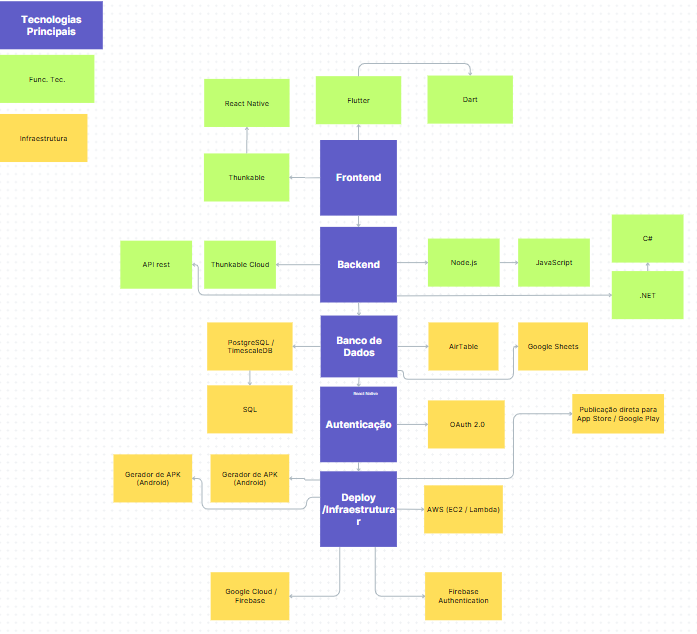 Tecnologias
Principais
Func. Tec.
Infraestrutura
React Native
Flutter
Dart
Thunkable
Frontend
API rest
Thunkable Cloud
Backend
Node.js
JavaScript
C#
.NET
PostgreSQL /
TimescaleDB
Banco de
Dados
AirTable
Google Sheets
SQL
React Native
Autenticação
OAuth 2.0
Publicação direta para
App Store / Google Play
Gerador de APK
(Android)
Gerador de APK
(Android)
Deploy
/Infraestrutura
r
AWS (EC2 / Lambda)
Google Cloud /
Firebase
Firebase
Authentication